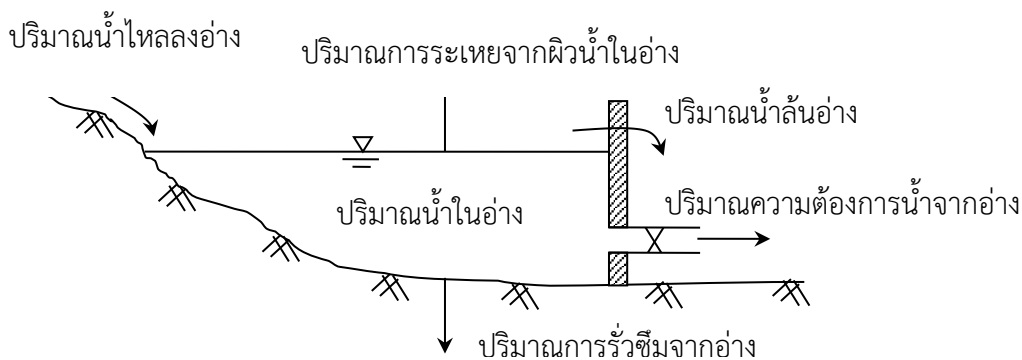 ปริมาณน้ำไหลลงอ่าง
ปริมาณการระเหยจากผิวน้ำในอ่าง
ปริมาณน้ำล้นอ่าง
ปริมาณน้ำในอ่าง
ปริมาณความต้องการน้ำจากอ่าง
ปริมาณการรั่วซึมจากอ่าง